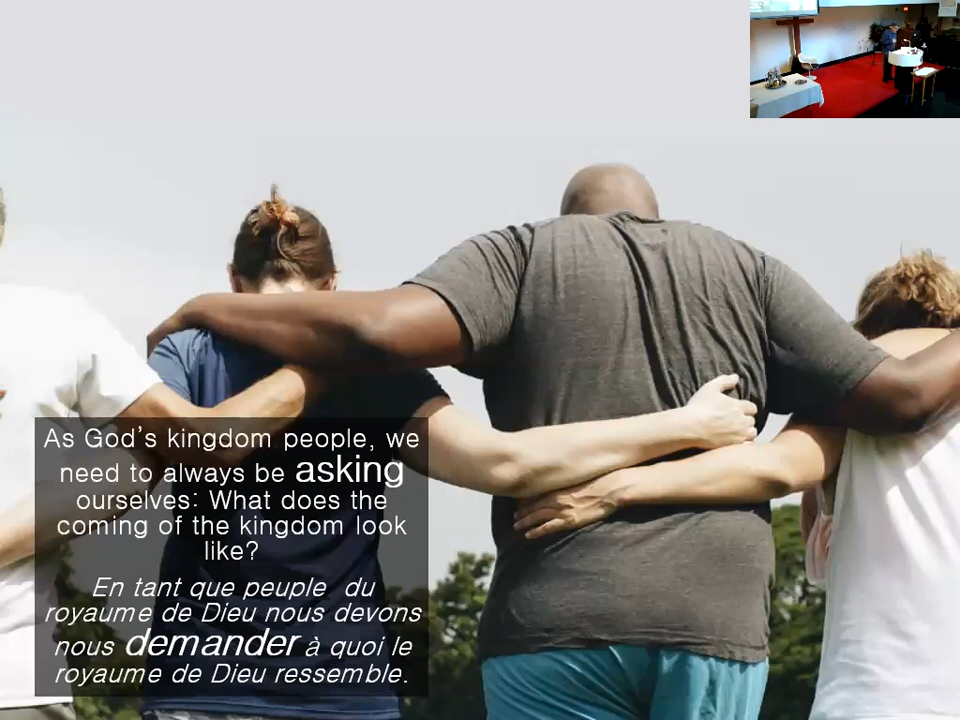 As God's kingdom people, we
need to always be asking
ourselves: What does the
coming of the kingdom look
like?
En tant que peuple du
royaume de Dieu nous devons
nous demander à quoi le
royaume de Dieu ressemble.